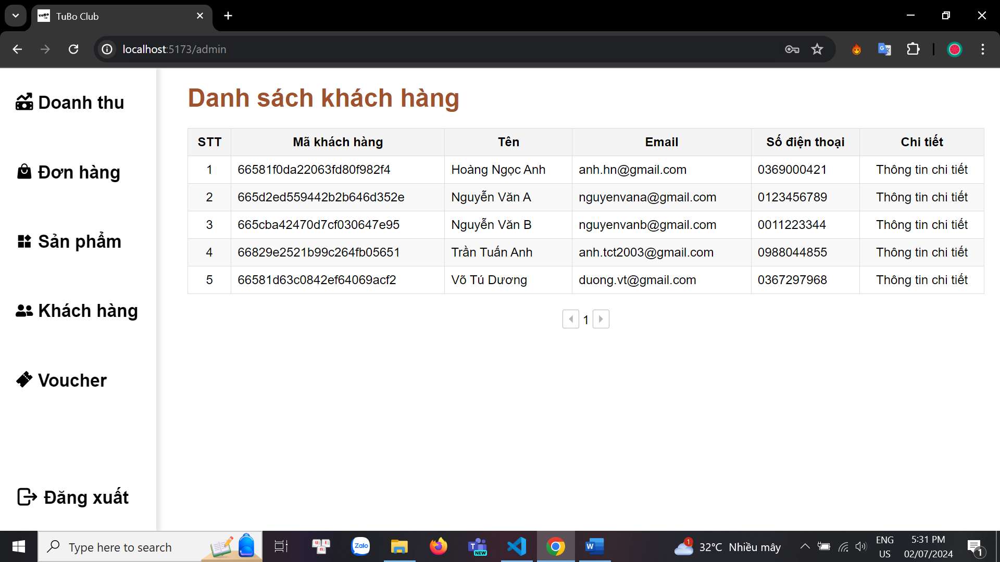 TuBo Club
localhost:5173/admin
Doanh thu
Đơn hàng
Sản phẩm
Khách hàng
Voucher
Đăng xuất
Danh sách khách hàng
STT Mã khách hàng Tên Email Số điện thoại Chi tiết
1 66581f0da22063fd80f982f4 Hoàng Ngọc Anh anh.hn@gmail.com 0369000421 Thông tin chi tiết
2 665d2ed559442b2b646d352e Nguyễn Văn A nguyenvana@gmail.com 0123456789 Thông tin chi tiết
3 665cba42470d7cf030647e95 Nguyễn Văn B nguyenvanb@gmail.com 0011223344 Thông tin chi tiết
4 66829e2521b99c264fb05651 Trần Tuấn Anh anh.tct2003@gmail.com 0988044855 Thông tin chi tiết
5 66581d63c0842ef64069acf2 Võ Tú Dương duong.vt@gmail.com 0367297968 Thông tin chi tiết
1
Type here to search
u i n
Zalo
T NEW
W
1
32°C Nhiều mây
ENG
US
5:31 PM
02/07/2024
1